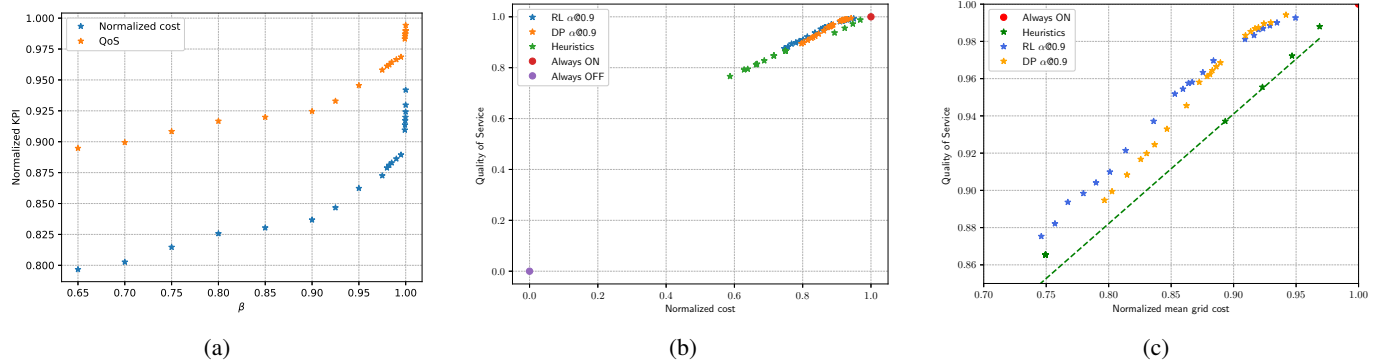 1.000
0.975
0.950
0.925
0.900
0.875
0.850
0.825
0.800
Normalized KPI
Normalized cost
QoS
0.65 0.70 0.75 0.80 0.85 0.90 0.95 1.00
β
(a)
1.0
0.8
0.6
0.4
0.2
0.0
Quality of Service
RL α@0.9
DP α@0.9
Heuristics
Always ON
Always OFF
0.0 0.2 0.4 0.6 0.8 1.0
Normalized cost
(b)
1.00
0.98
0.96
0.94
0.92
0.90
0.88
0.86
Quality of Service
Always ON
Heuristics
RL α@0.9
DP α@0.9
0.70 0.75 0.80 0.85 0.90 0.95 1.00
Normalized mean grid cost
(c)